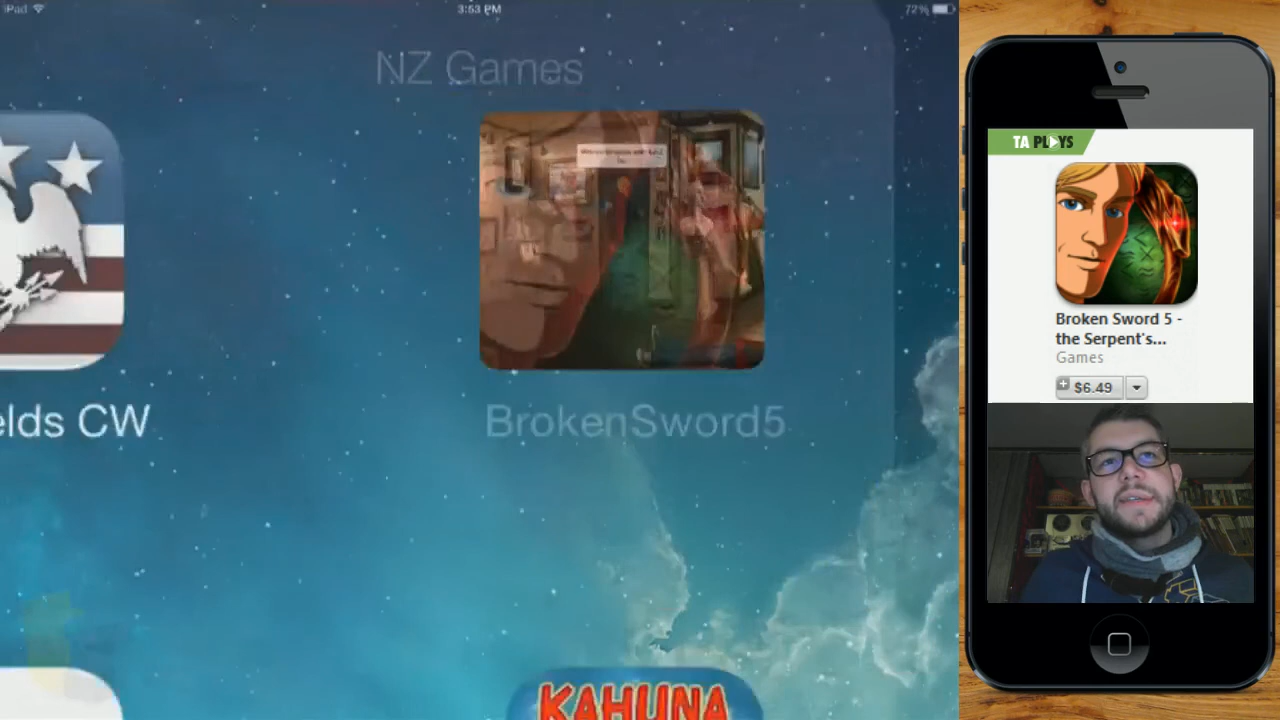 iPad
3:53 PM
72%
NZ Games
elds CW
BrokenSword5
KAHUNA
TA PLAYS
Broken Sword 5 -
the Serpent's...
Games
$6.49